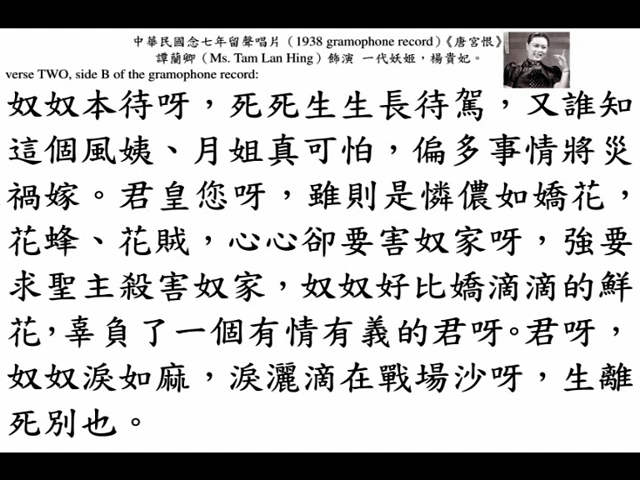 中華民國念七年留聲唱片（1938 gramophone record）《唐宮恨》
譚蘭卿（Ms. Tam Lan Hing）飾演 一代妖姬，楊貴妃。
verse TWO, side B of the gramophone record:
奴奴本待呀，死死生生長待駕，又誰知
這個風姨、月姐真可怕，偏多事情將災
禍嫁。君皇您呀，雖則是憐儂如嬌花，
花蜂、花賊，心心卻要害奴家呀，強要
求聖主殺害奴家，奴奴好比嬌滴滴的鮮
花，辜負了一個有情有義的君呀。君呀，
奴奴淚如麻，淚灑滴在戰場沙呀，生離
死別也。